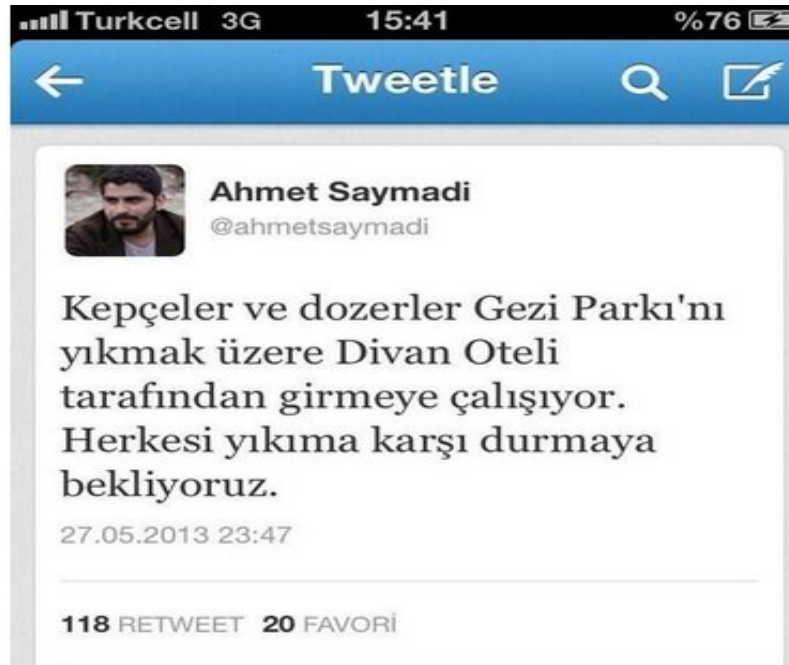 Turkcell 3G 15:41 %76
Tweetle
Ahmet Saymadi
@ahmetsaymadi
Kepçeler ve dozerler Gezi Parkı'nı
yıkmak üzere Divan Oteli
tarafından girmeye çalışıyor.
Herkesi yıkıma karşı durmaya
bekliyoruz.
27.05.2013 23:47
118 RETWEET 20 FAVORİ